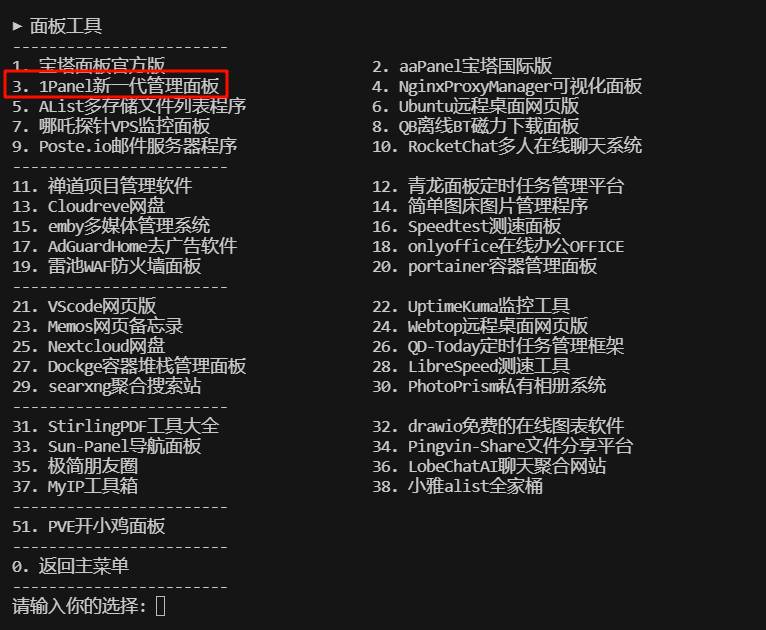 ▶ 面板工具
------------------------
1. 宝塔面板官方版 2. aaPanel宝塔国际版
3. 1Panel新一代管理面板 4. NginxProxyManager可视化面板
5. AList多存储文件列表程序 6. Ubuntu远程桌面网页版
7. 哪吒探针VPS监控面板 8. QB离线BT磁力下载面板
9. Poste.io邮件服务器程序 10. RocketChat多人在线聊天系统
------------------------
11. 禅道项目管理软件 12. 青龙面板定时任务管理平台
13. Cloudreve网盘 14. 简单图床图片管理程序
15. emby多媒体管理系统 16. Speedtest测速面板
17. AdGuardHome去广告软件 18. onlyoffice在线办公OFFICE
19. 雷池WAF防火墙面板 20. portainer容器管理面板
------------------------
21. VScode网页版 22. UptimeKuma监控工具
23. Memos网页备忘录 24. Webtop远程桌面网页版
25. Nextcloud网盘 26. QD-Today定时任务管理框架
27. Dockge容器堆栈管理面板 28. LibreSpeed测速工具
29. searxng聚合搜索站 30. PhotoPrism私有相册系统
------------------------
31. StirlingPDF工具大全 32. drawio免费的在线图表软件
33. Sun-Panel导航面板 34. Pingvin-Share文件分享平台
35. 极简朋友圈 36. LobeChatAI聊天聚合网站
37. MyIP工具箱 38. 小雅alist全家桶
------------------------
51. PVE开小鸡面板
------------------------
0. 返回主菜单
------------------------
请输入你的选择: